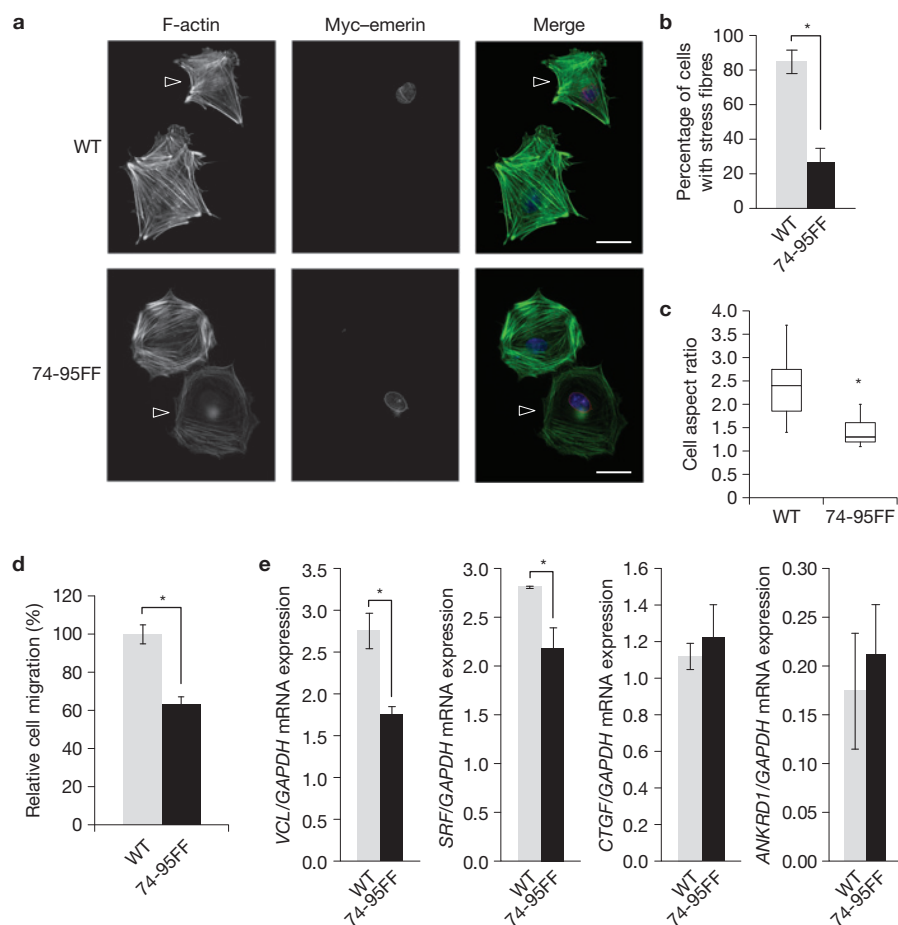 a
F-actin
Myc–emerin
Merge
WT
74-95FF
b
Percentage of cells
with stress fibres
100
80
60
40
20
0
*
WT
74-95FF
c
Cell aspect ratio
4.0
3.5
3.0
2.5
2.0
1.5
1.0
0.5
0
*
WT
74-95FF
d
Relative cell migration (%)
120
100
80
60
40
20
0
*
WT
74-95FF
e
VCL/GAPDH mRNA expression
3.5
3.0
2.5
2.0
1.5
1.0
0.5
0.0
*
WT
74-95FF
SRF/GAPDH mRNA expression
3.0
2.5
2.0
1.5
1.0
0.5
0.0
*
WT
74-95FF
CTGF/GAPDH mRNA expression
1.6
1.4
1.2
1.0
0.8
0.6
0.4
0.2
0.0
WT
74-95FF
ANKRD1/GAPDH mRNA expression
0.30
0.25
0.20
0.15
0.10
0.05
0.00
WT
74-95FF